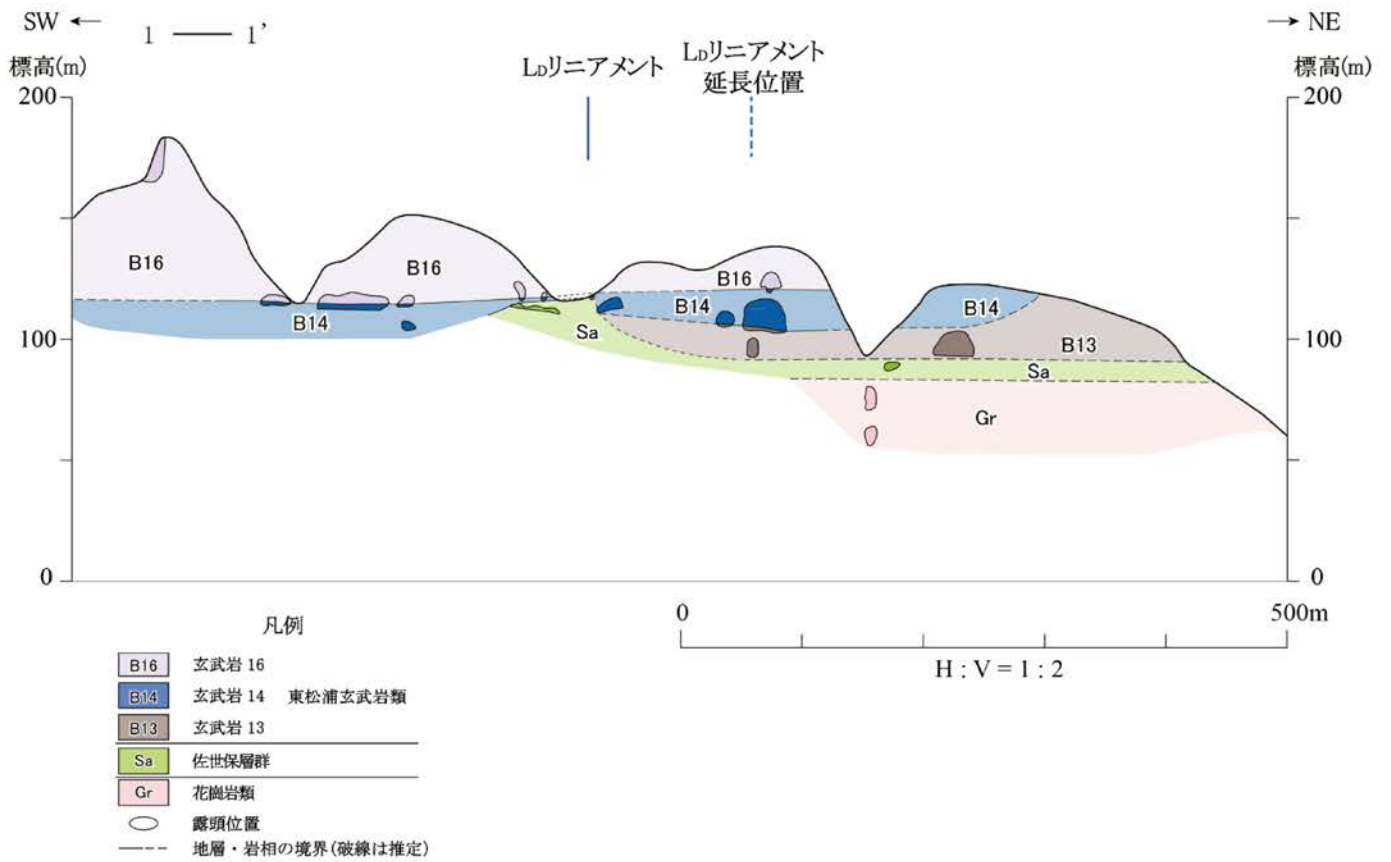 SW ←
1 —— 1'
→ NE
標高(m)
LDリニアメント
LDリニアメント
延長位置
標高(m)
200
200
B16
B16
B16
B14
B14
B14
B13
Sa
Sa
100
100
Gr
0
0
0
500m
H : V = 1 : 2
凡例
B16 玄武岩 16
B14 玄武岩 14 東松浦玄武岩類
B13 玄武岩 13
Sa 佐世保層群
Gr 花崗岩類
露頭位置
地層・岩相の境界(破線は推定)